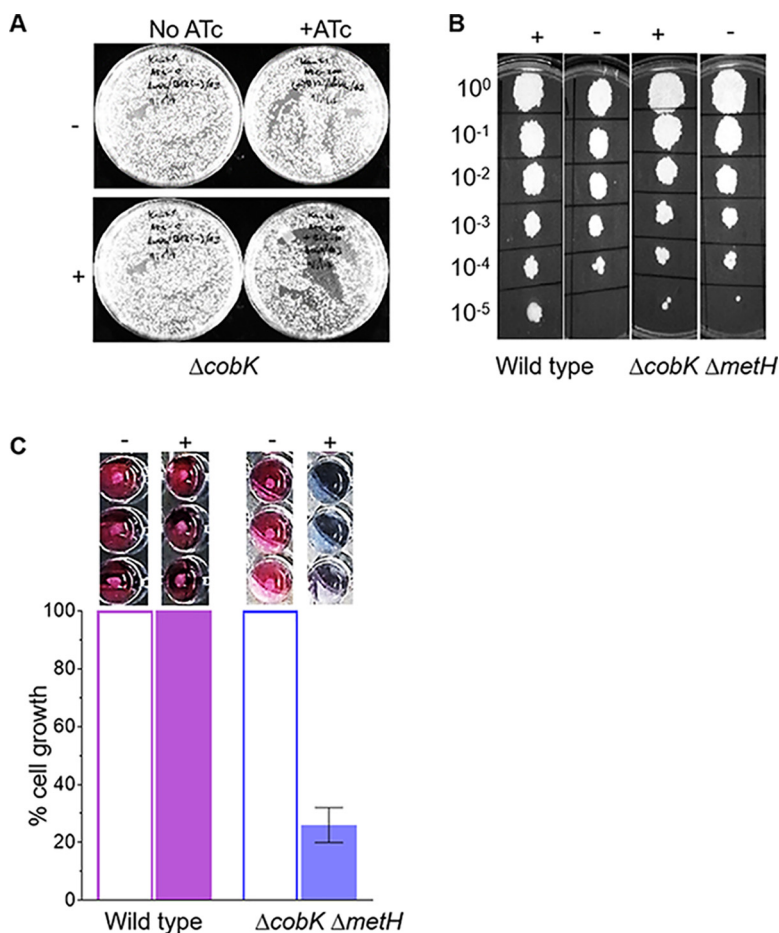 A
No ATc
+ATc
-
+
ΔcobK
B
+
-
+
-
10⁰
10⁻¹
10⁻²
10⁻³
10⁻⁴
10⁻⁵
Wild type
ΔcobK ΔmetH
C
-
+
-
+
100
80
60
40
20
0
% cell growth
Wild type
ΔcobK ΔmetH